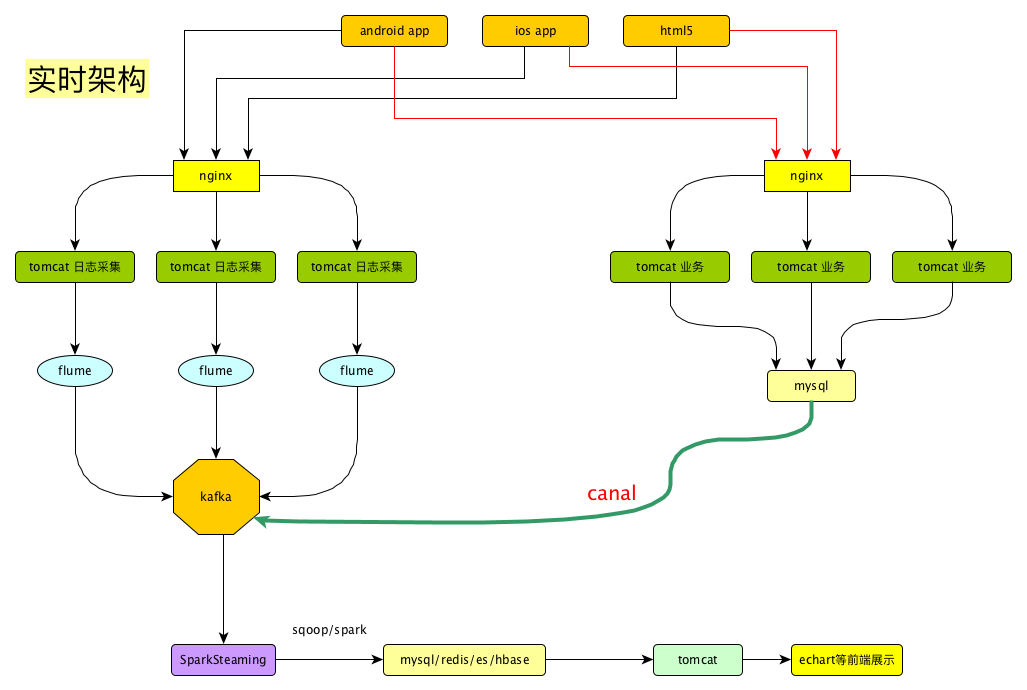 android app
ios app
html5
实时架构
nginx
nginx
tomcat 日志采集
tomcat 日志采集
tomcat 日志采集
tomcat 业务
tomcat 业务
tomcat 业务
flume
flume
flume
mysql
kafka
canal
sqoop/spark
SparkSteaming
mysql/redis/es/hbase
tomcat
echart等前端展示